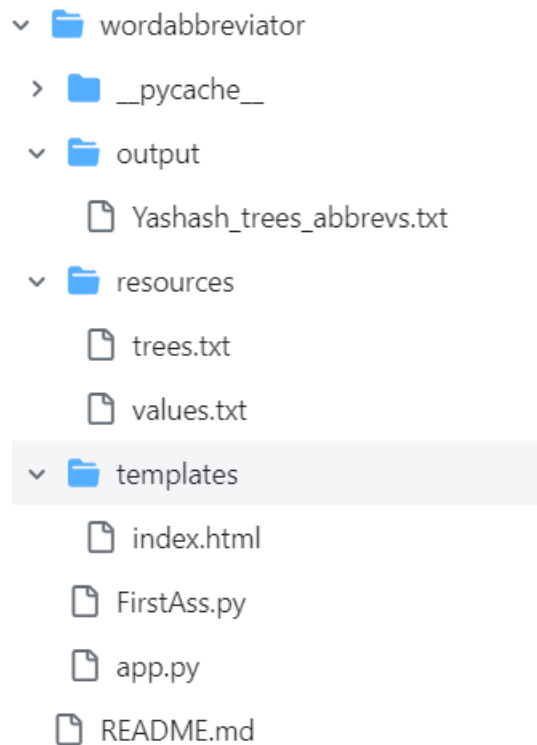 wordabbreviator
__pycache__
output
Yashash_trees_abbrevs.txt
resources
trees.txt
values.txt
templates
index.html
FirstAss.py
app.py
README.md